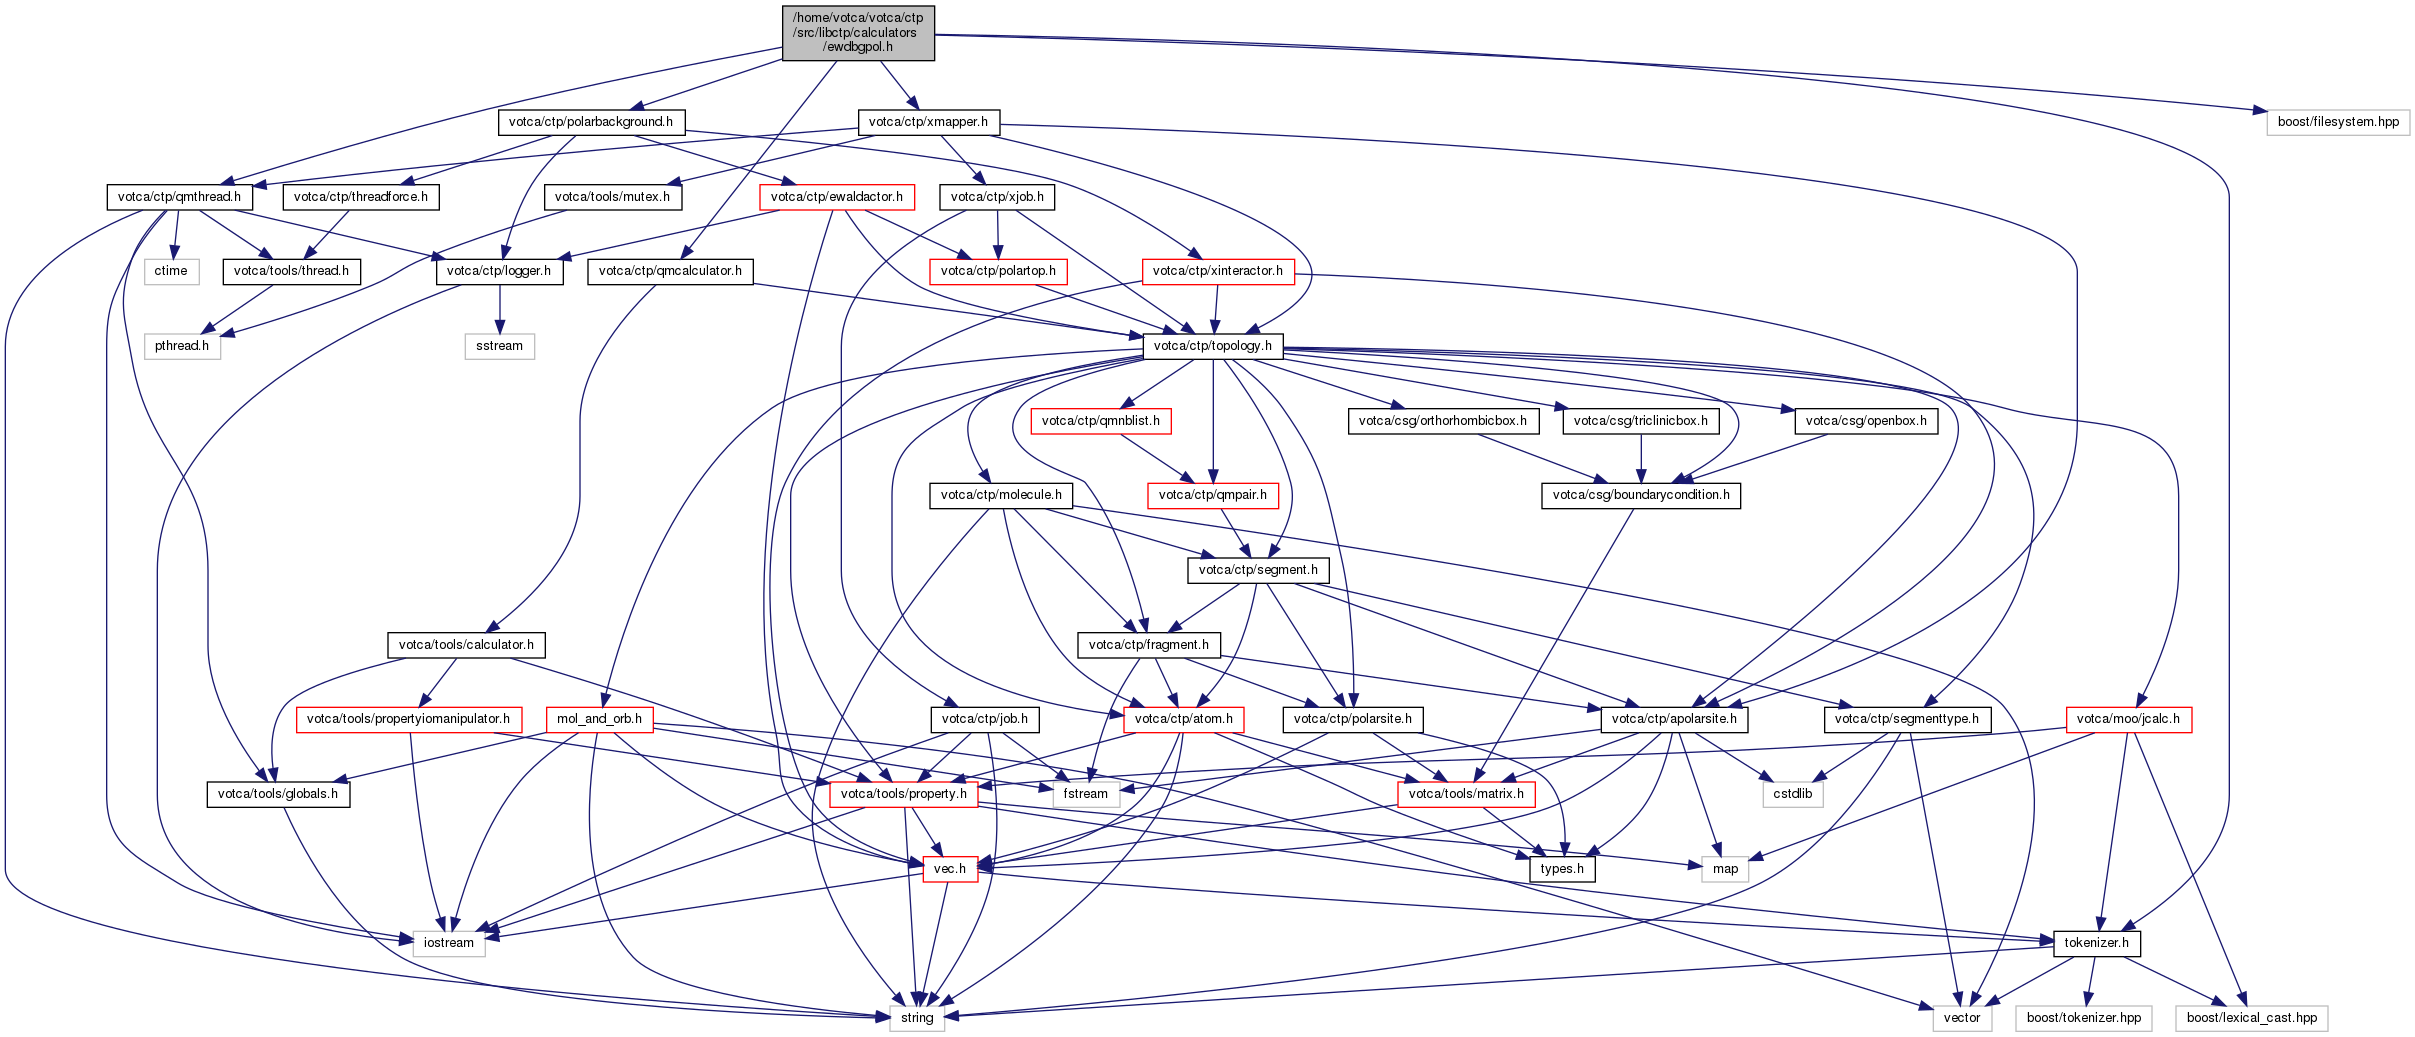 /home/votca/votca/ctp
/src/libctp/calculators
/ewdbgpol.h
votca/ctp/polarbackground.h
votca/ctp/xmapper.h
boost/filesystem.hpp
votca/ctp/qmthread.h
votca/ctp/threadforce.h
votca/tools/mutex.h
votca/ctp/ewaldactor.h
votca/ctp/xjob.h
ctime
votca/tools/thread.h
votca/ctp/logger.h
votca/ctp/qmcalculator.h
votca/ctp/polartop.h
votca/ctp/xinteractor.h
pthread.h
sstream
votca/ctp/topology.h
votca/ctp/qmnblist.h
votca/csg/orthorhombicbox.h
votca/csg/triclinicbox.h
votca/csg/openbox.h
votca/ctp/molecule.h
votca/ctp/qmpair.h
votca/csg/boundarycondition.h
votca/ctp/segment.h
votca/tools/calculator.h
votca/ctp/fragment.h
votca/tools/propertyiomanipulator.h
mol_and_orb.h
votca/ctp/job.h
votca/ctp/atom.h
votca/ctp/polarsite.h
votca/ctp/apolarsite.h
votca/ctp/segmenttype.h
votca/moo/jcalc.h
votca/tools/globals.h
votca/tools/property.h
fstream
votca/tools/matrix.h
cstdlib
vec.h
types.h
map
iostream
tokenizer.h
string
vector
boost/tokenizer.hpp
boost/lexical_cast.hpp